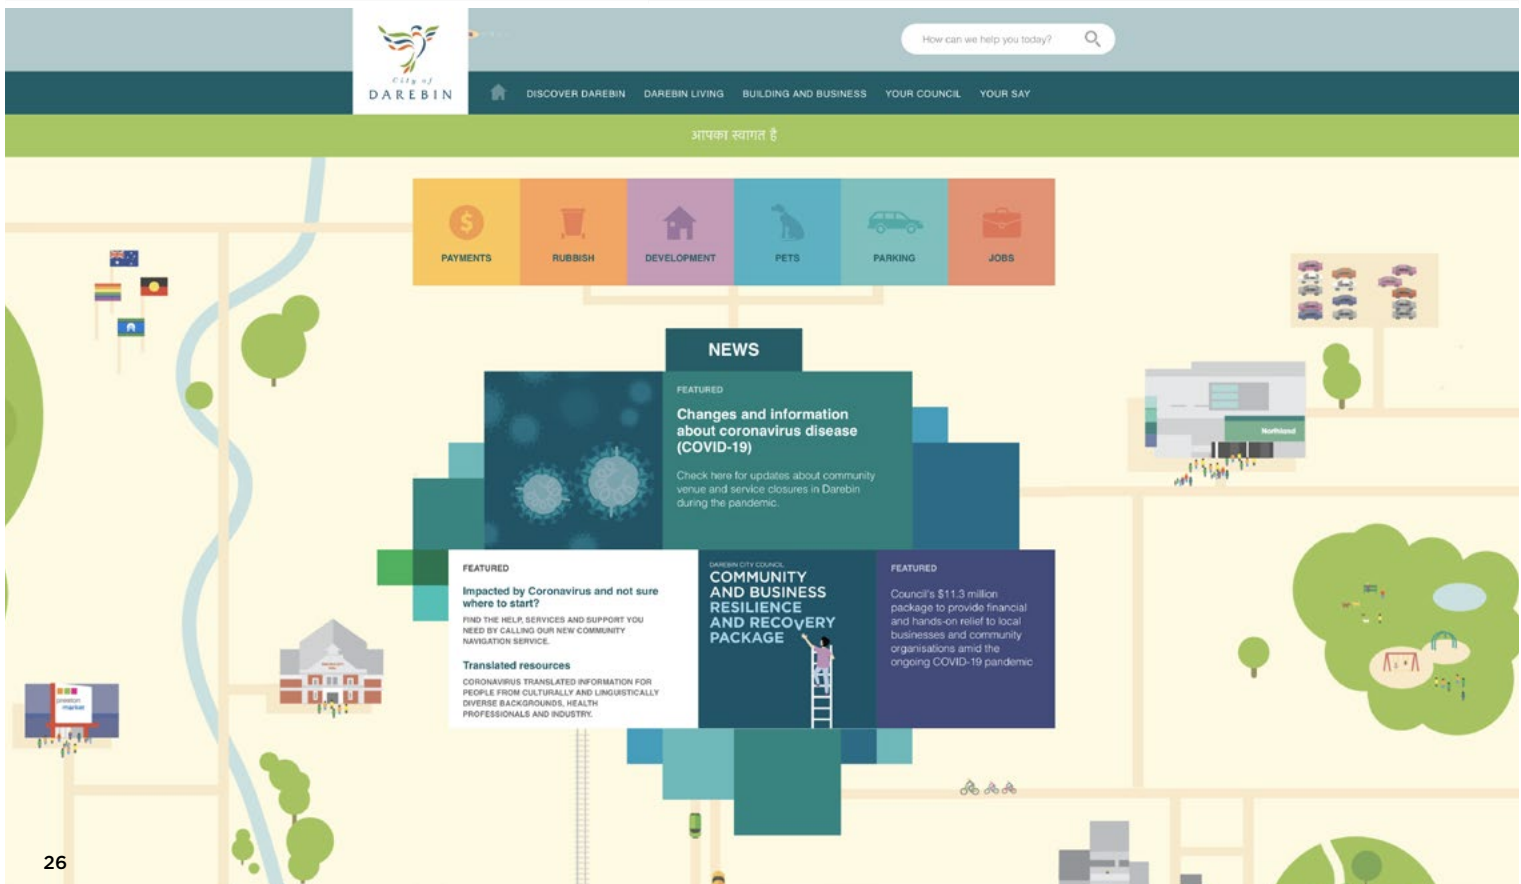 City of
DAREBIN
How can we help you today?
DISCOVER DAREBIN
DAREBIN LIVING
BUILDING AND BUSINESS
YOUR COUNCIL
YOUR SAY
आपका स्वागत है
PAYMENTS
RUBBISH
DEVELOPMENT
PETS
PARKING
JOBS
NEWS
FEATURED
Changes and information
about coronavirus disease
(COVID-19)
Check here for updates about community
venue and service closures in Darebin
during the pandemic.
FEATURED
Impacted by Coronavirus and not sure
where to start?
FIND THE HELP, SERVICES AND SUPPORT YOU
NEED BY CALLING OUR NEW COMMUNITY
NAVIGATION SERVICE.
Translated resources
CORONAVIRUS TRANSLATED INFORMATION FOR
PEOPLE FROM CULTURALLY AND LINGUISTICALLY
DIVERSE BACKGROUNDS, HEALTH
PROFESSIONALS AND INDUSTRY.
DAREBIN CITY COUNCIL
COMMUNITY
AND BUSINESS
RESILIENCE
AND RECOVERY
PACKAGE
FEATURED
Council's $11.3 million
package to provide financial
and hands-on relief to local
businesses and community
organisations amid the
ongoing COVID-19 pandemic
Northland
preston
market
26